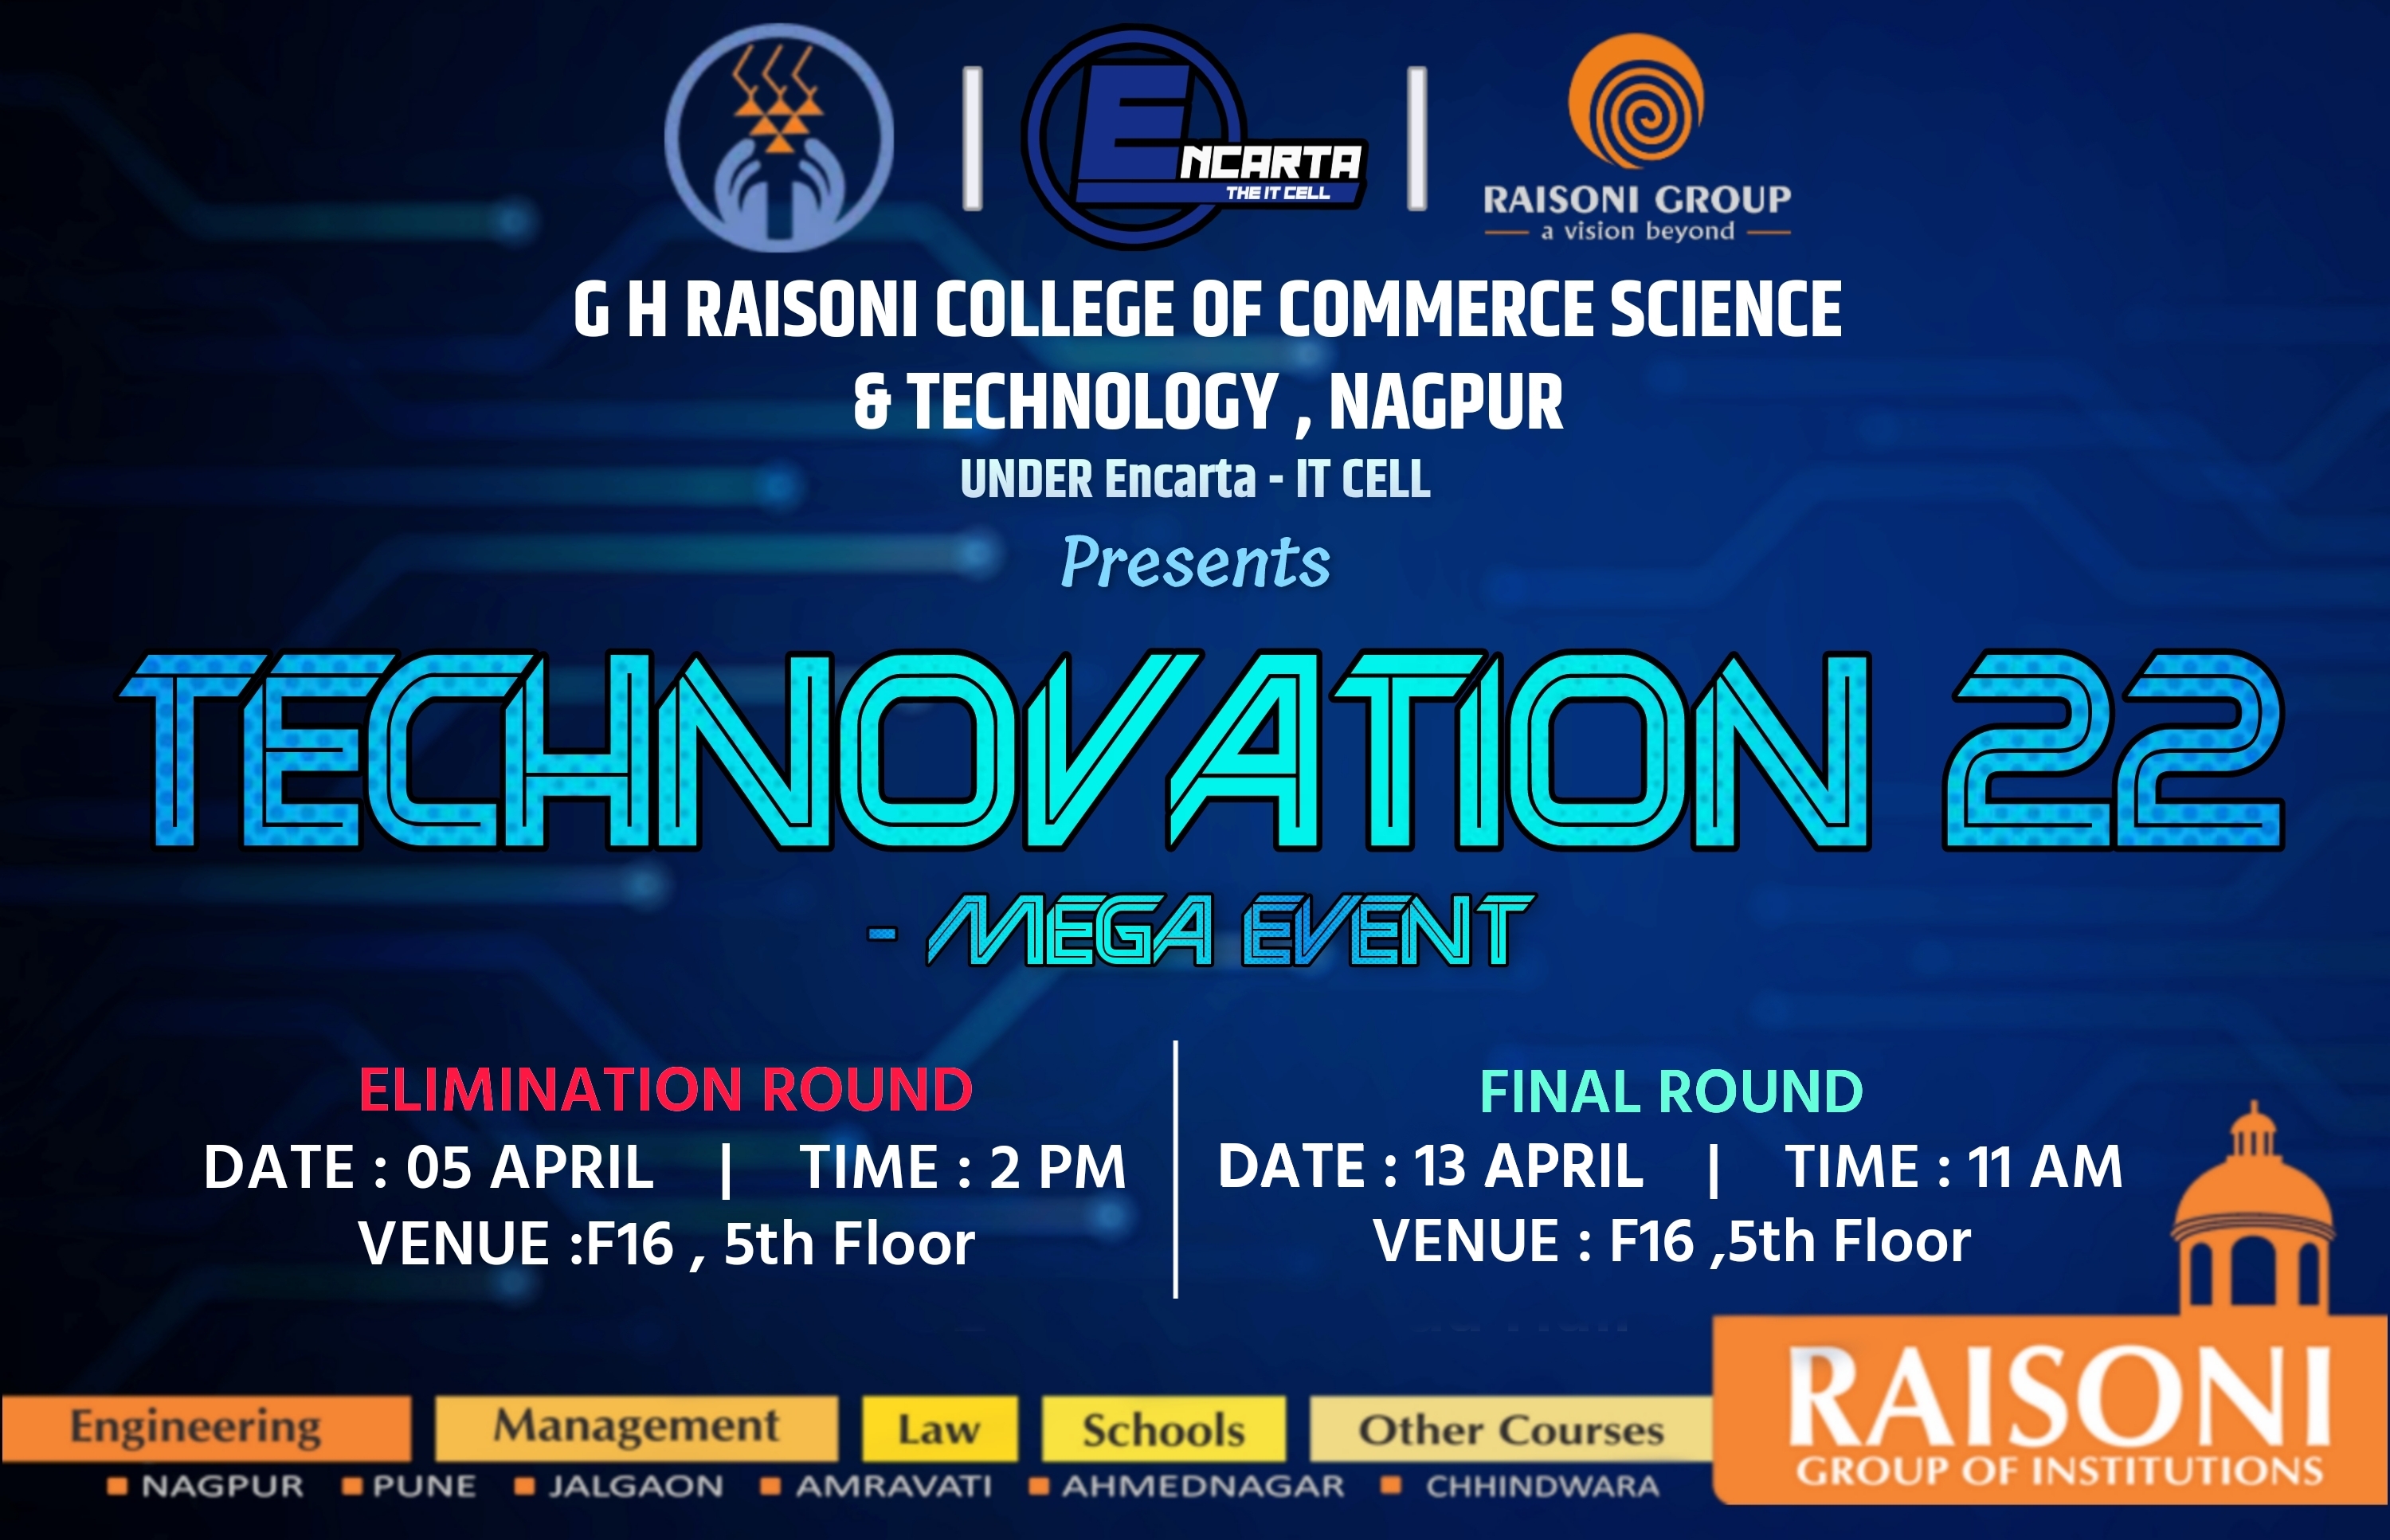 ENCARTA
THE IT CELL
RAISONI GROUP
a vision beyond
G H RAISONI COLLEGE OF COMMERCE SCIENCE
& TECHNOLOGY , NAGPUR
UNDER Encarta - IT CELL
Presents
TECHNOVATION 22
- MEGA EVENT
ELIMINATION ROUND
DATE : 05 APRIL | TIME : 2 PM
VENUE :F16 , 5th Floor
FINAL ROUND
DATE : 13 APRIL | TIME : 11 AM
VENUE : F16 ,5th Floor
Engineering Management Law Schools Other Courses
NAGPUR PUNE JALGAON AMRAVATI AHMEDNAGAR CHHINDWARA
RAISONI
GROUP OF INSTITUTIONS